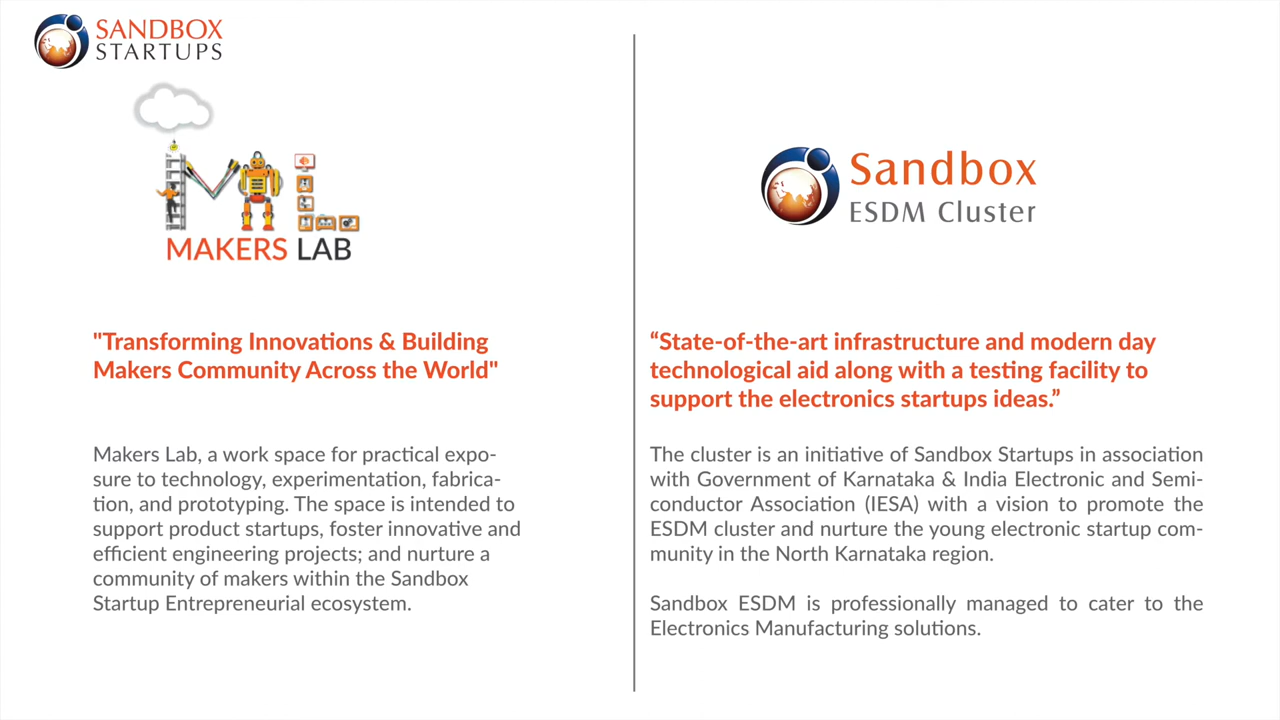 SANDBOX
STARTUPS
MAKERS LAB
"Transforming Innovations & Building
Makers Community Across the World"
Makers Lab, a work space for practical expo-
sure to technology, experimentation, fabrica-
tion, and prototyping. The space is intended to
support product startups, foster innovative and
efficient engineering projects; and nurture a
community of makers within the Sandbox
Startup Entrepreneurial ecosystem.
Sandbox
ESDM Cluster
“State-of-the-art infrastructure and modern day
technological aid along with a testing facility to
support the electronics startups ideas.”
The cluster is an initiative of Sandbox Startups in association
with Government of Karnataka & India Electronic and Semi-
conductor Association (IESA) with a vision to promote the
ESDM cluster and nurture the young electronic startup com-
munity in the North Karnataka region.
Sandbox ESDM is professionally managed to cater to the
Electronics Manufacturing solutions.